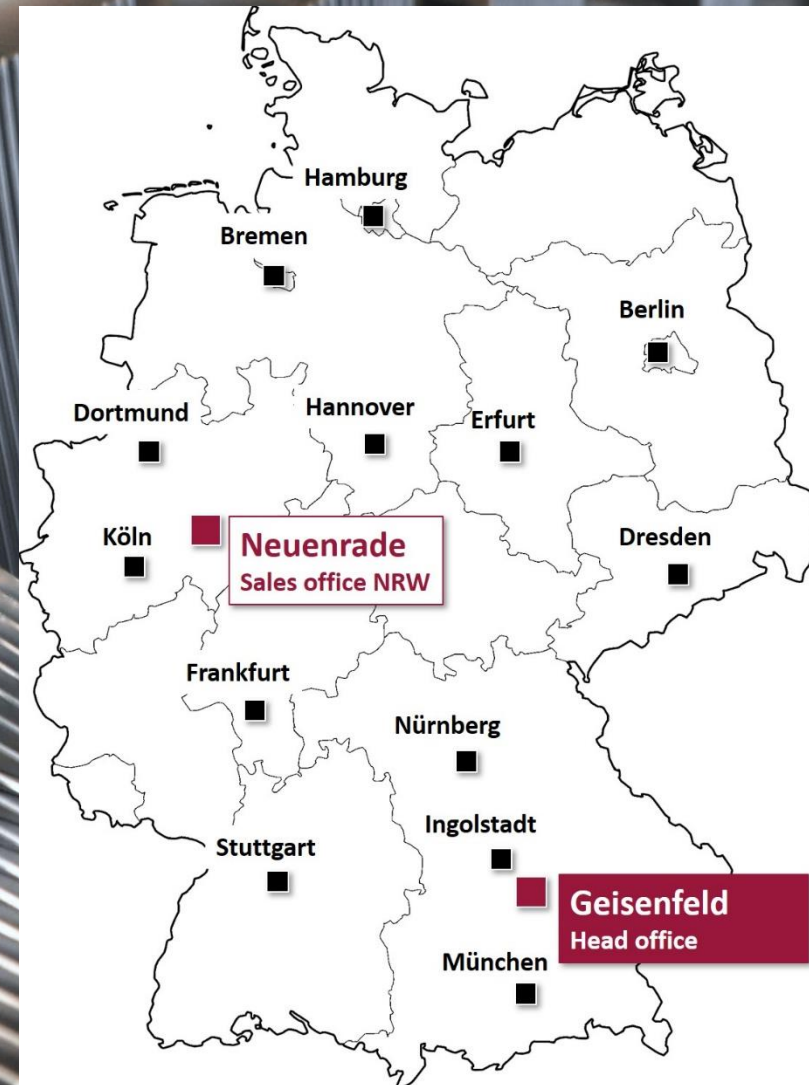 Hamburg
Bremen
Berlin
Dortmund
Hannover
Erfurt
Köln
Neuenrade
Sales office NRW
Dresden
Frankfurt
Nürnberg
Ingolstadt
Stuttgart
Geisenfeld
Head office
München